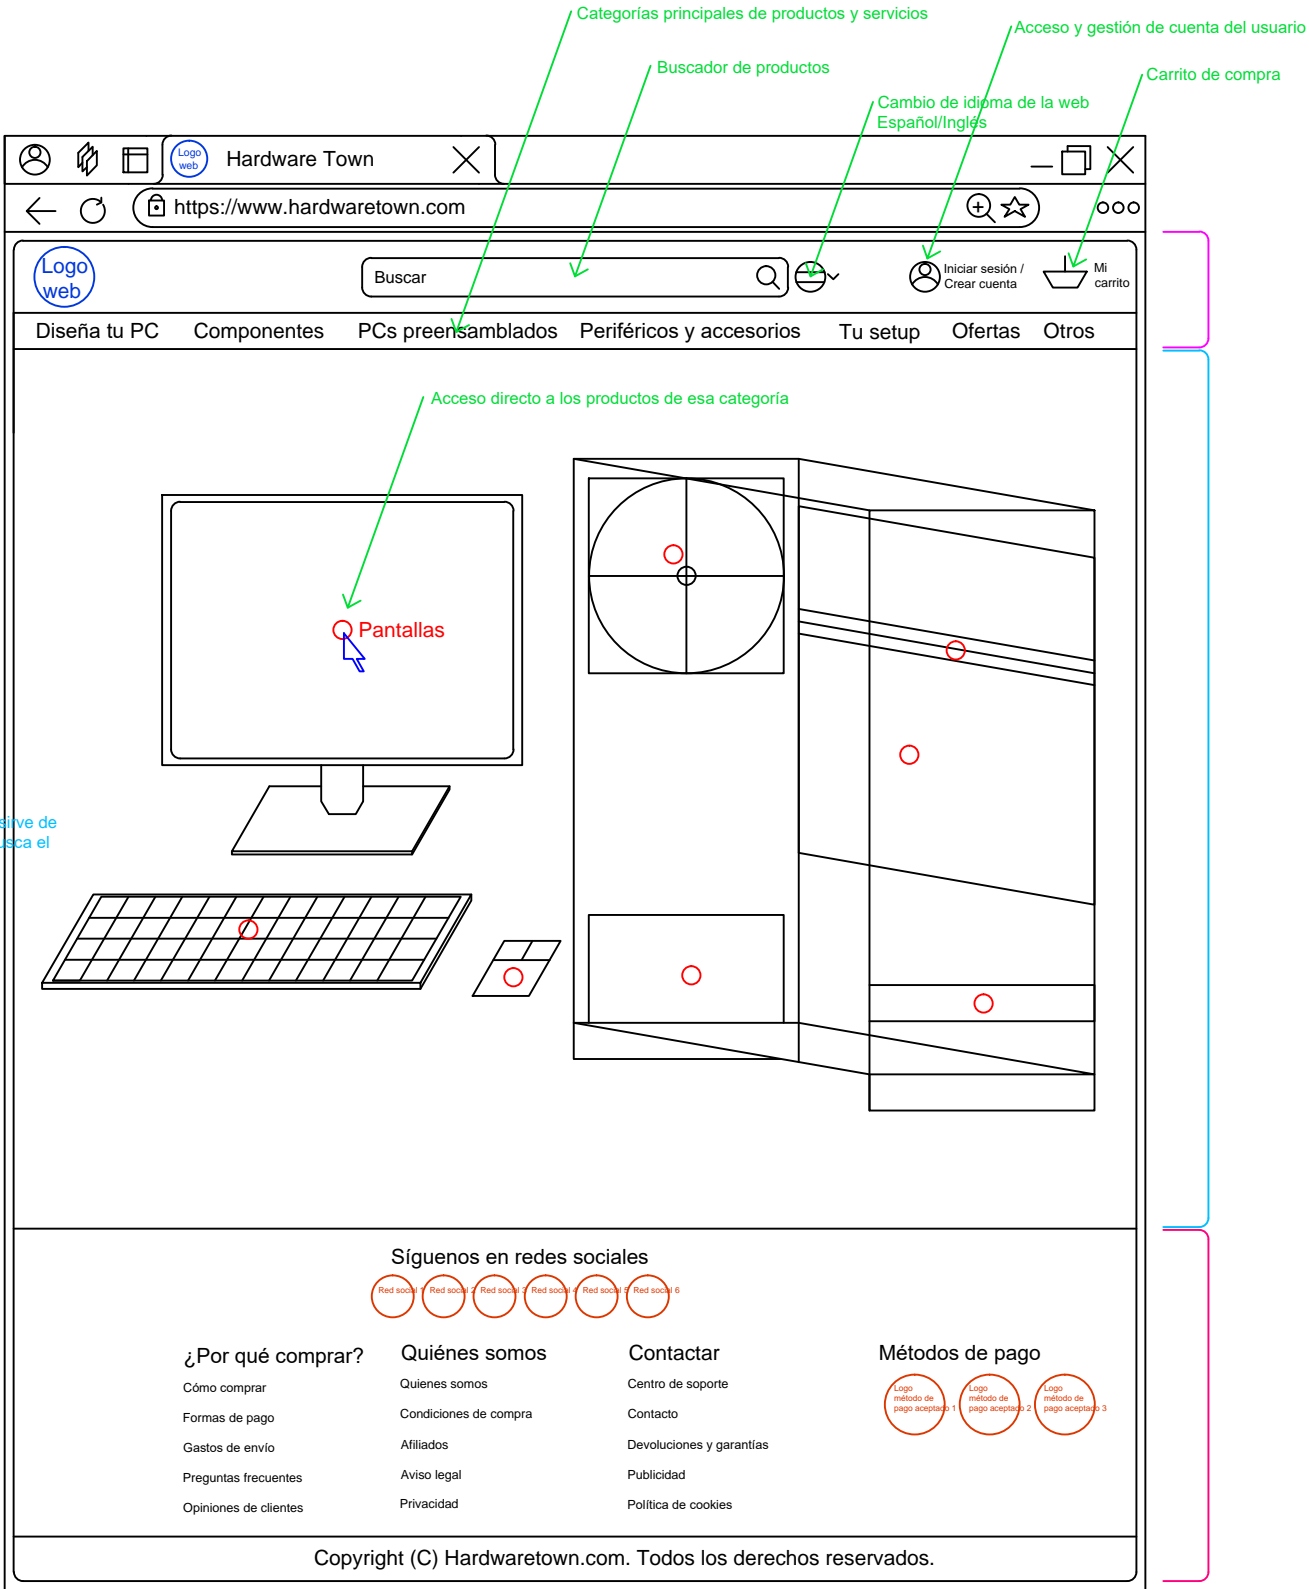 Categorías principales de productos y servicios
Acceso y gestión de cuenta del usuario
Buscador de productos
Carrito de compra
Cambio de idioma de la web
Español/Inglés
Logo
web
Hardware Town
https://www.hardwaretown.com
Logo
web
Buscar
Iniciar sesión /
Crear cuenta
Mi
carrito
Diseña tu PC
Componentes
PCs preensamblados
Periféricos y accesorios
Tu setup
Ofertas
Otros
Acceso directo a los productos de esa categoría
Pantallas
sirve de
busca el
Síguenos en redes sociales
Red social 1
Red social 2
Red social 3
Red social 4
Red social 5
Red social 6
¿Por qué comprar?
Cómo comprar
Formas de pago
Gastos de envío
Preguntas frecuentes
Opiniones de clientes
Quiénes somos
Quienes somos
Condiciones de compra
Afiliados
Aviso legal
Privacidad
Contactar
Centro de soporte
Contacto
Devoluciones y garantías
Publicidad
Política de cookies
Métodos de pago
Logo
método de
pago aceptado 1
Logo
método de
pago aceptado 2
Logo
método de
pago aceptado 3
Copyright (C) Hardwaretown.com. Todos los derechos reservados.